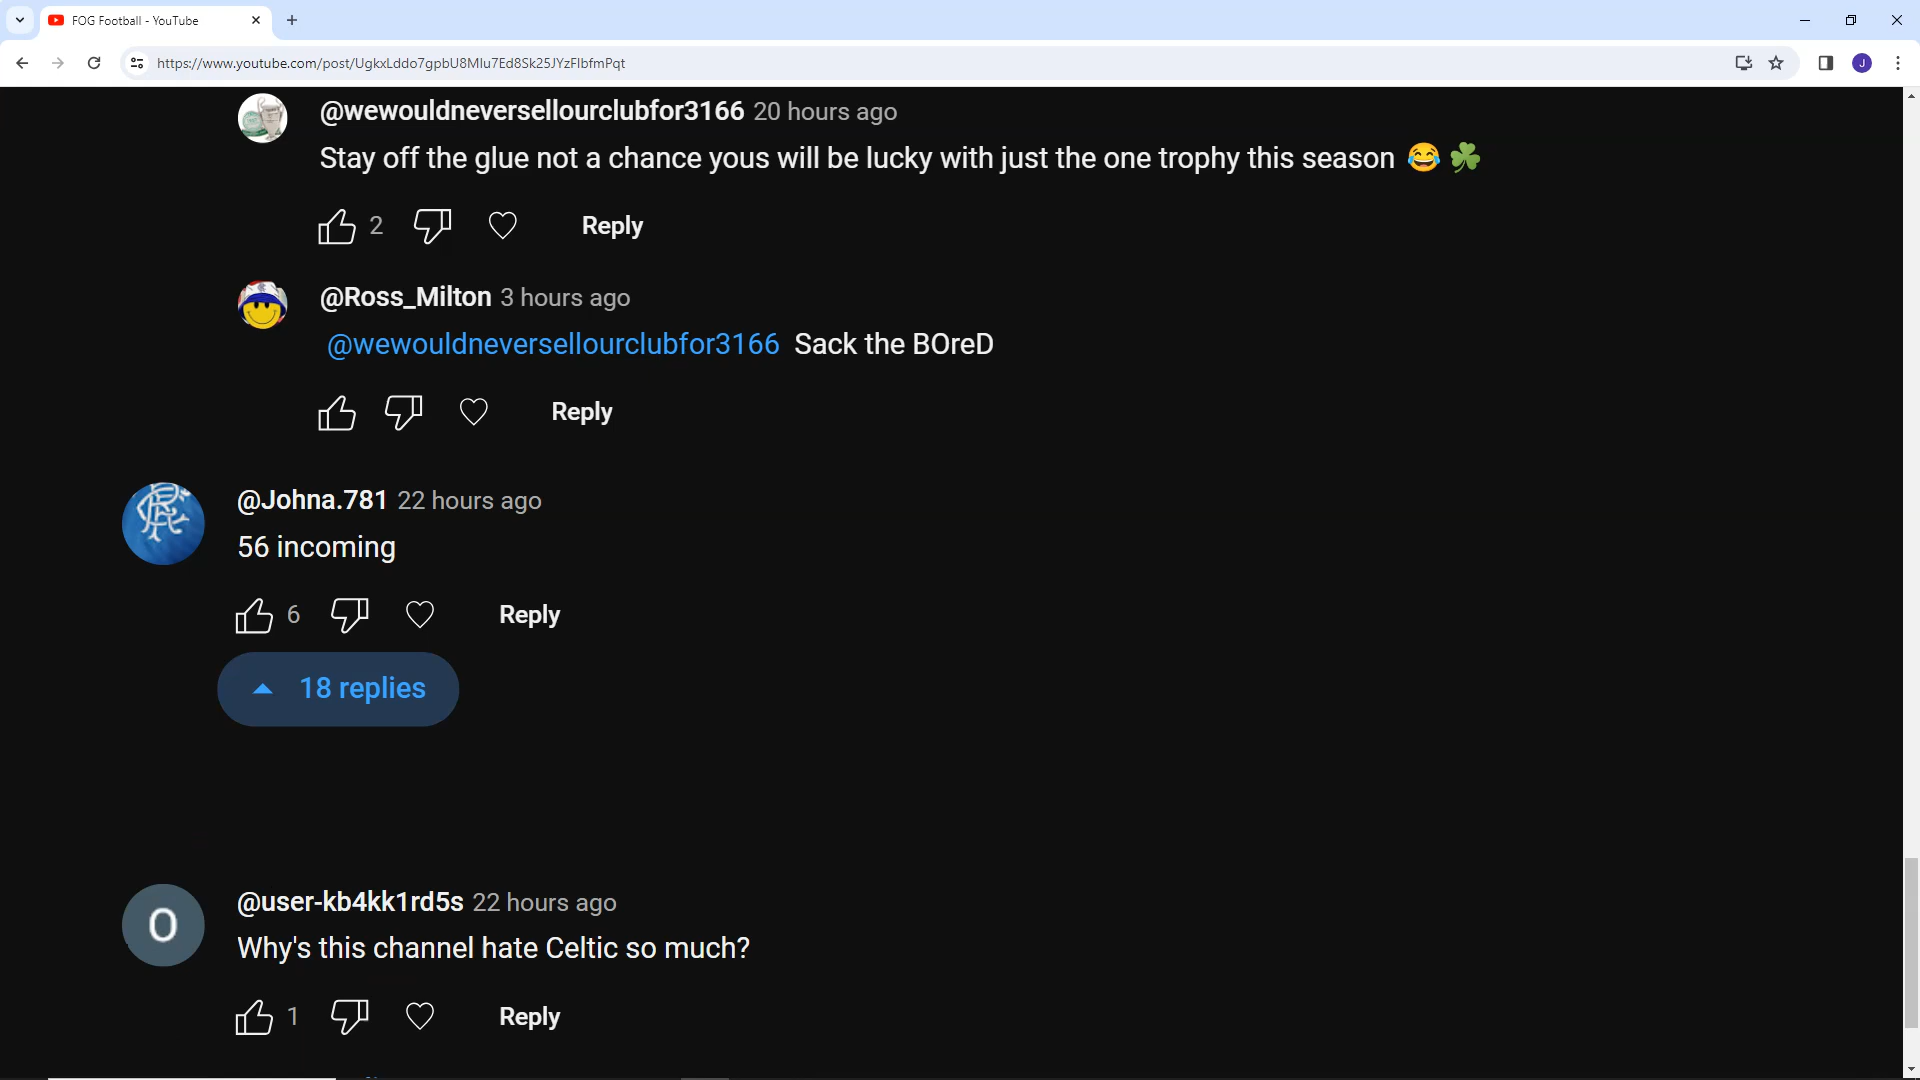 FOG Football - YouTube
https://www.youtube.com/post/UgkxLddo7gpbU8Mlu7Ed8Sk25JYzFlbfmPqt
J
@wewouldneversellourclubfor3166 20 hours ago
Stay off the glue not a chance yous will be lucky with just the one trophy this season 😂 ☘️
2 Reply
@Ross_Milton 3 hours ago
@wewouldneversellourclubfor3166 Sack the BOreD
Reply
@Johna.781 22 hours ago
56 incoming
6 Reply
18 replies
O
@user-kb4kk1rd5s 22 hours ago
Why's this channel hate Celtic so much?
1 Reply